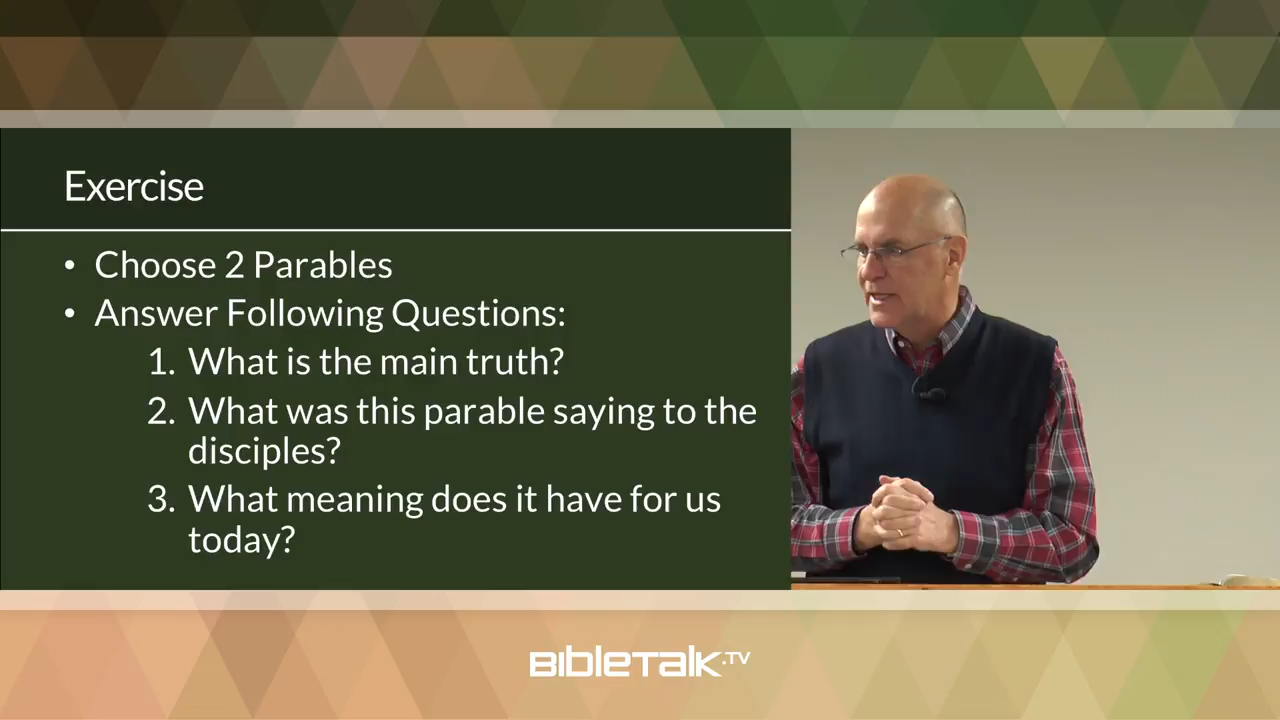 Exercise
• Choose 2 Parables
• Answer Following Questions:
1. What is the main truth?
2. What was this parable saying to the
disciples?
3. What meaning does it have for us
today?
BibleTalk.TV